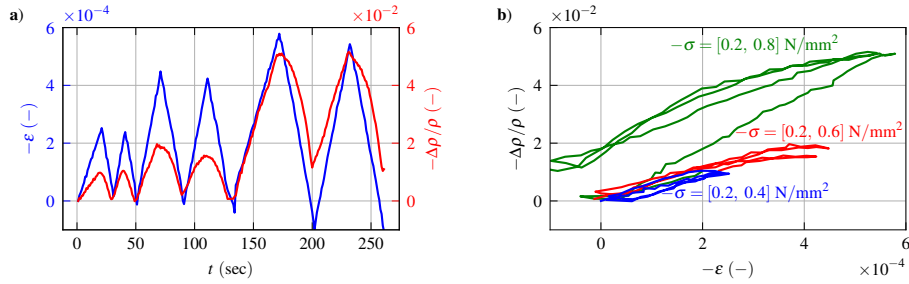 a)
×10⁻⁴
×10⁻²
6
4
2
0
−ε (−)
6
4
2
0
−Δρ/ρ (−)
0 50 100 150 200 250
t (sec)
b)
×10⁻²
6
4
2
0
−Δρ/ρ (−)
−σ = [0.2, 0.8] N/mm²
−σ = [0.2, 0.6] N/mm²
−σ = [0.2, 0.4] N/mm²
0 2 4 6
−ε (−)
×10⁻⁴